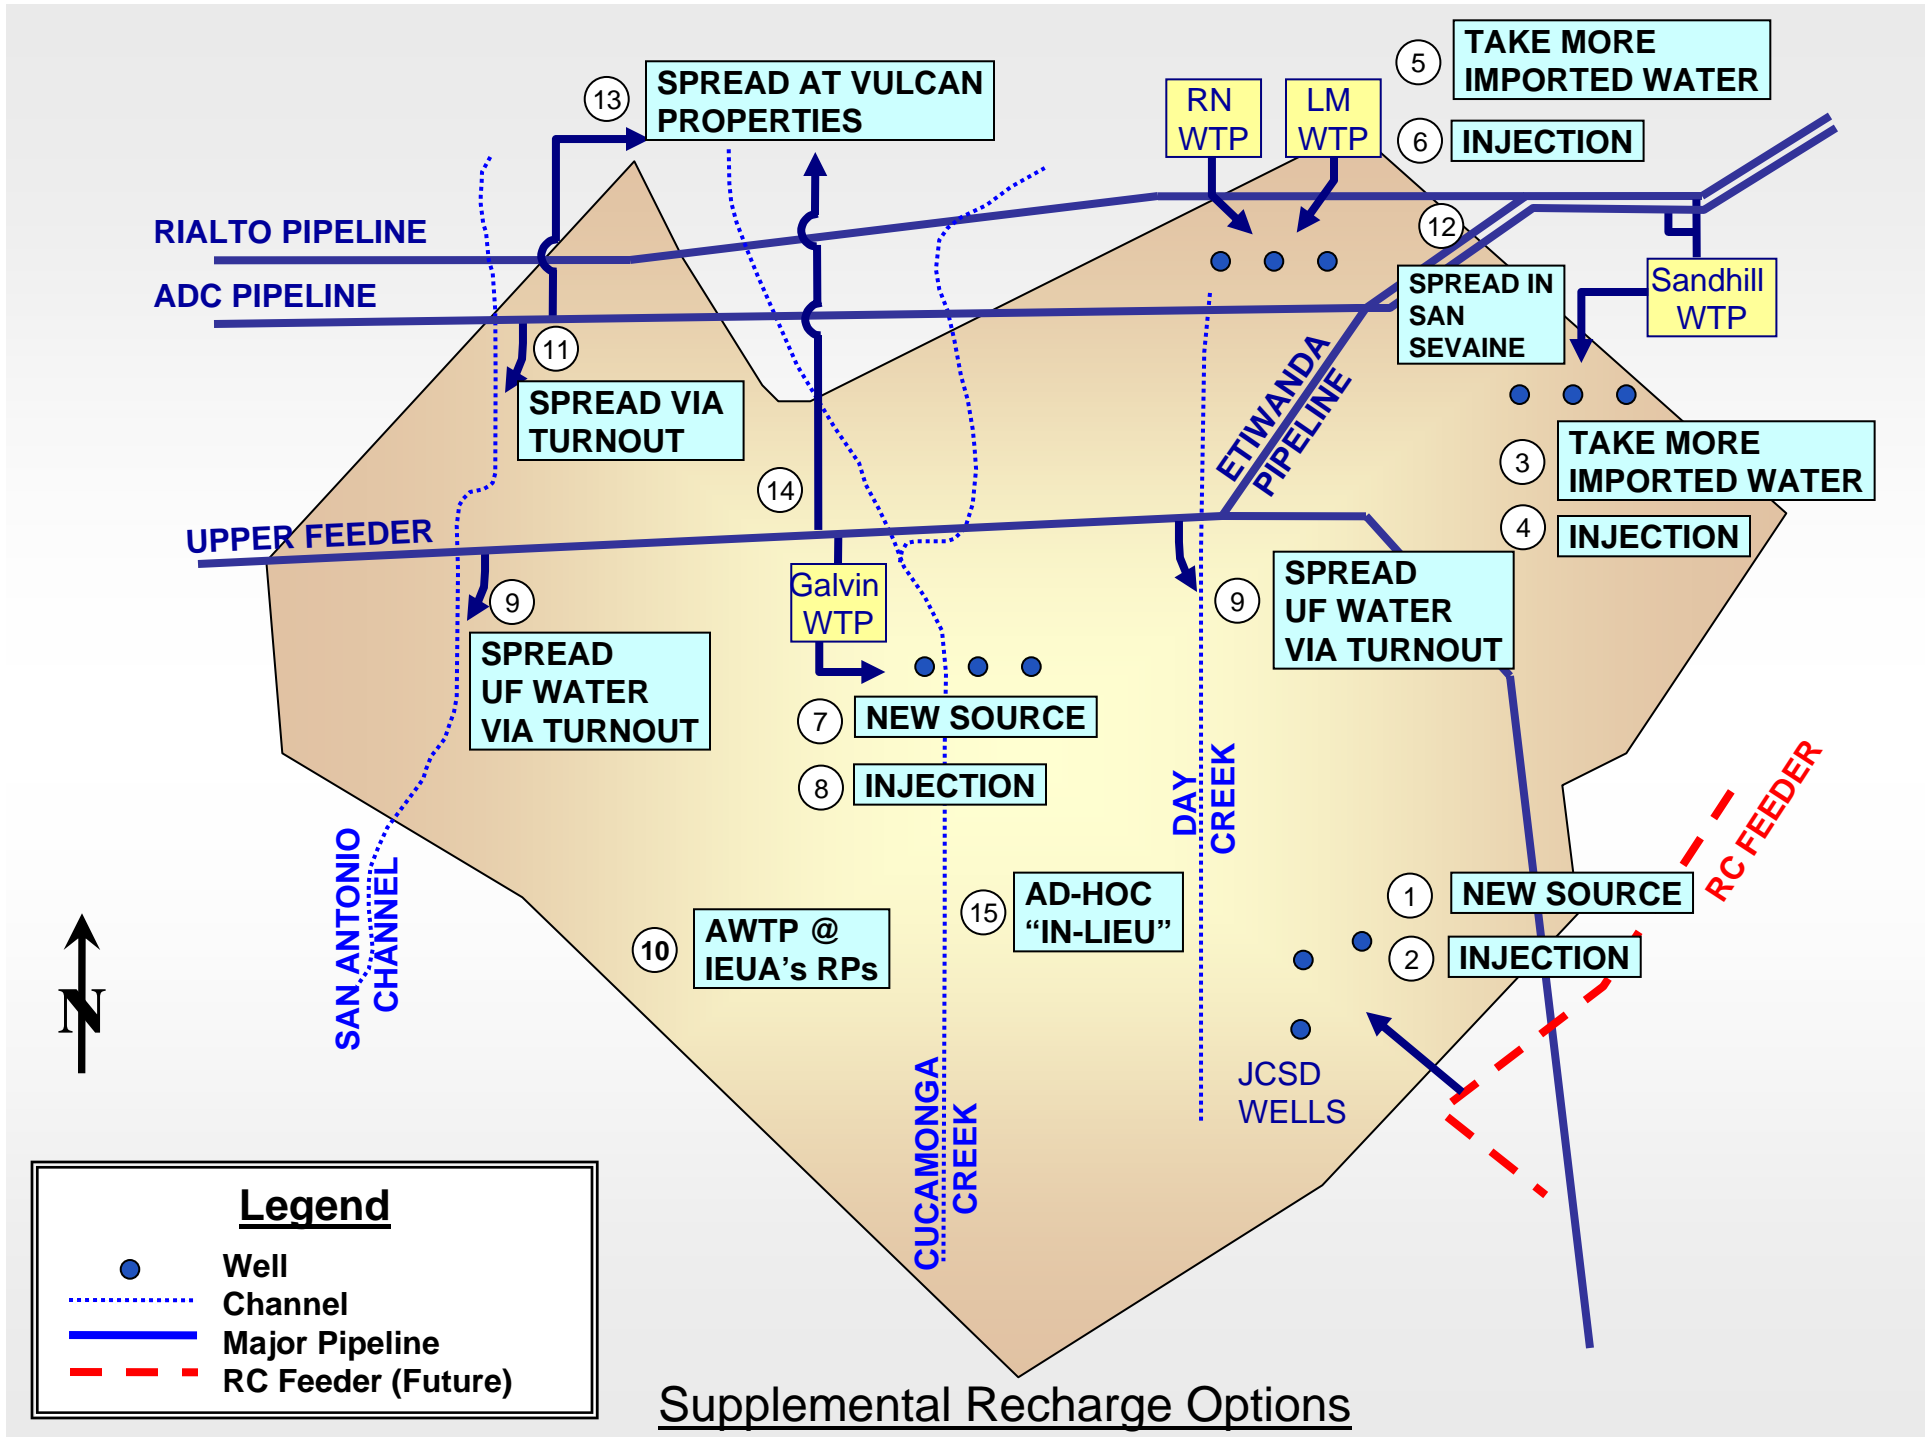 5
TAKE MORE
IMPORTED WATER
13
SPREAD AT VULCAN
PROPERTIES
RN
WTP
LM
WTP
6
INJECTION
RIALTO PIPELINE
12
ADC PIPELINE
SPREAD IN
SAN
SEVAINE
Sandhill
WTP
11
SPREAD VIA
TURNOUT
ETIWANDA
PIPELINE
14
3
TAKE MORE
IMPORTED WATER
UPPER FEEDER
4
INJECTION
9
SPREAD
UF WATER
VIA TURNOUT
Galvin
WTP
9
SPREAD
UF WATER
VIA TURNOUT
7
NEW SOURCE
8
INJECTION
DAY
CREEK
RC FEEDER
SAN ANTONIO
CHANNEL
1
NEW SOURCE
2
INJECTION
10
AWTP @
IEUA's RPs
15
AD-HOC
“IN-LIEU”
N
JCSD
WELLS
CUCAMONGA
CREEK
Legend
Well
Channel
Major Pipeline
RC Feeder (Future)
Supplemental Recharge Options